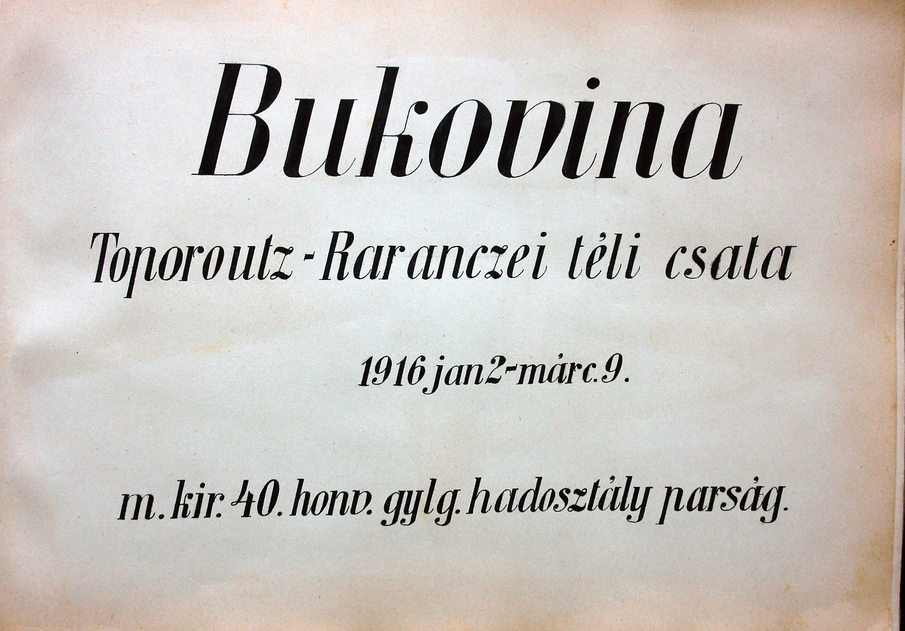 Bukovina
Toporoutz-Raranczei téli csata
1916 jan2-márc.9.
m. kir. 40. honv. gylg. hadosztály parság.